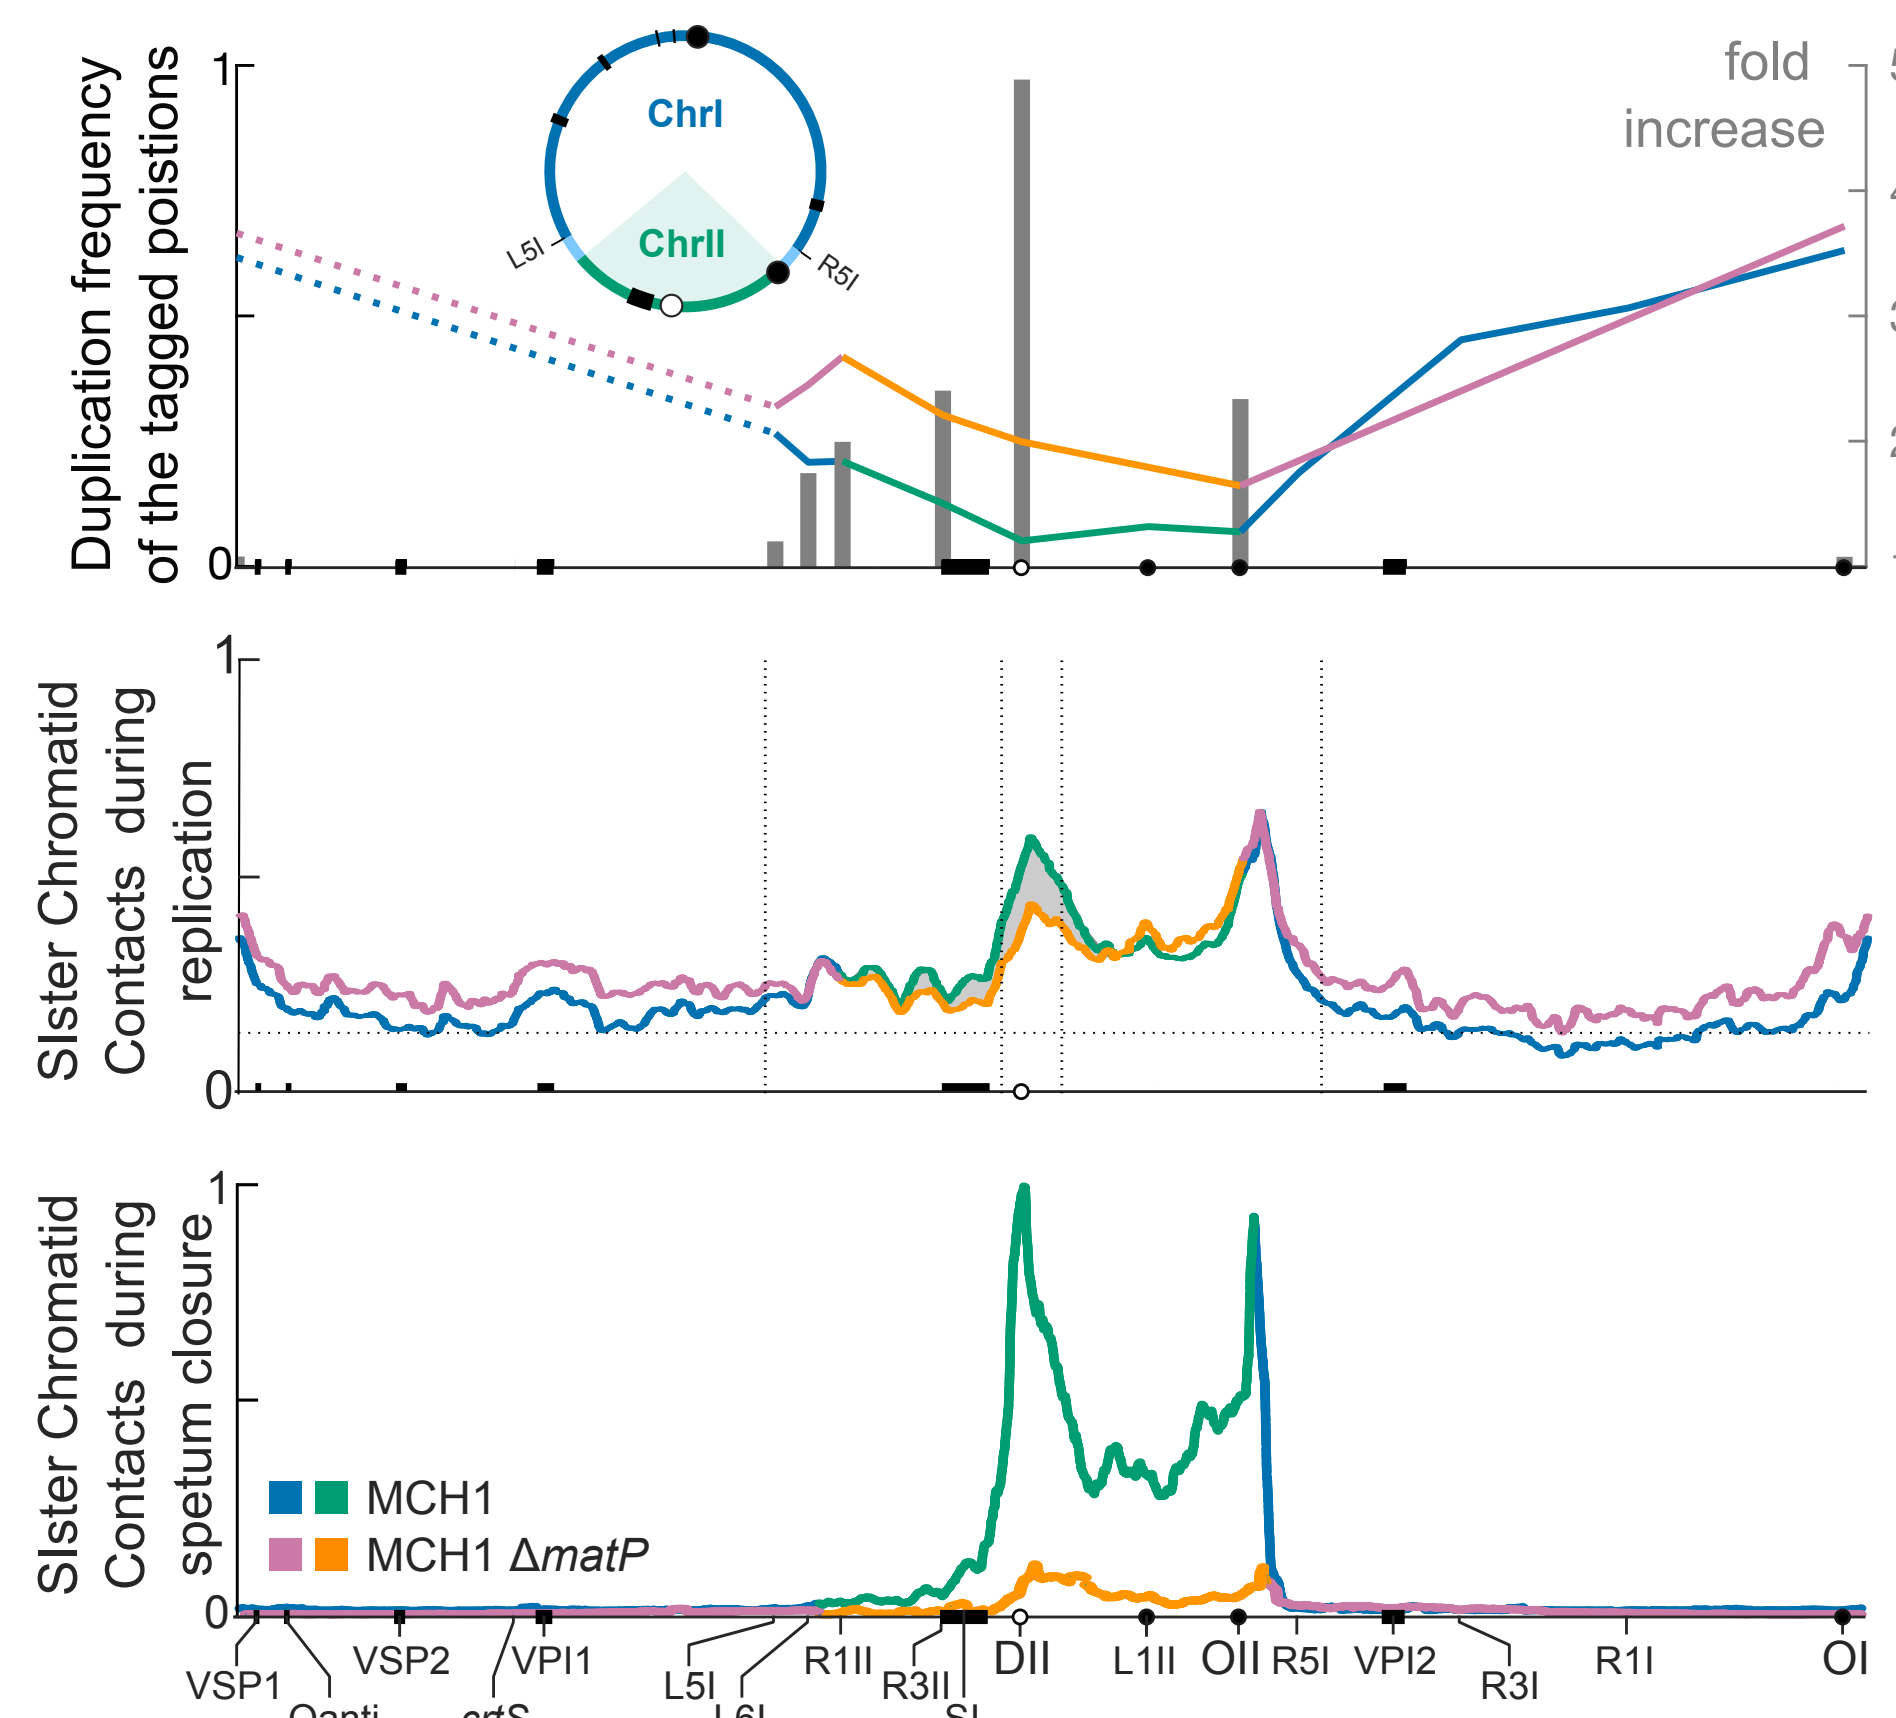 Duplication frequency
of the tagged poistions
1
0
ChrI
ChrII
L5I
R5I
fold
increase
SIster Chromatid
Contacts during
replication
1
0
SIster Chromatid
Contacts during
spetum closure
1
0
MCH1
MCH1 ΔmatP
VSP2
VPI1
R1II
DII
L1II
OII
R5I
VPI2
R1I
OI
VSP1
L5I
R3II
R3I